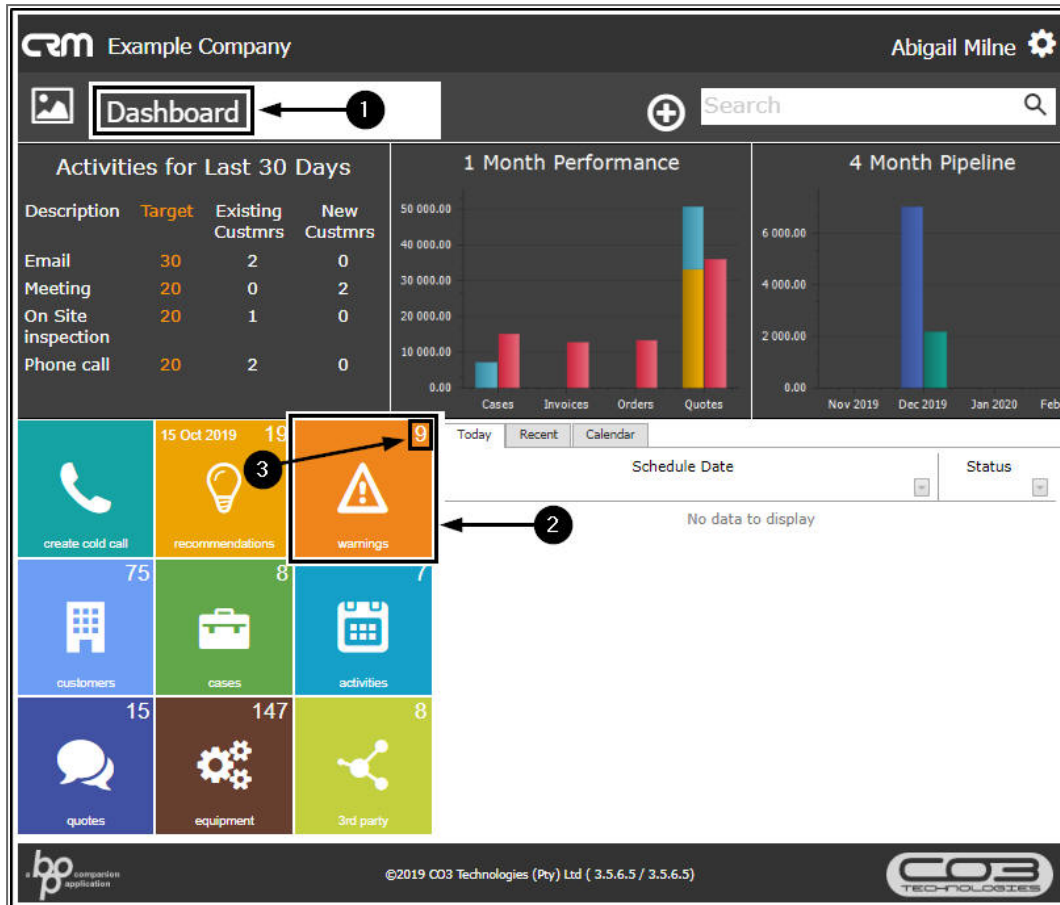 CRM Example Company
Abigail Milne
Dashboard
1
Search
Activities for Last 30 Days
Description Target Existing Custmrs New Custmrs
Email 30 2 0
Meeting 20 0 2
On Site inspection 20 1 0
Phone call 20 2 0
1 Month Performance
50 000.00
40 000.00
30 000.00
20 000.00
10 000.00
0.00
Cases Invoices Orders Quotes
4 Month Pipeline
6 000.00
4 000.00
2 000.00
0.00
Nov 2019 Dec 2019 Jan 2020 Feb
create cold call
15 Oct 2019 19
recommendations
3
9
warnings
2
75
customers
8
cases
7
activities
15
quotes
147
equipment
8
3rd party
Today Recent Calendar
Schedule Date Status
No data to display
a bpo companion
application
©2019 CO3 Technologies (Pty) Ltd ( 3.5.6.5 / 3.5.6.5)
CO3
TECHNOLOGIES